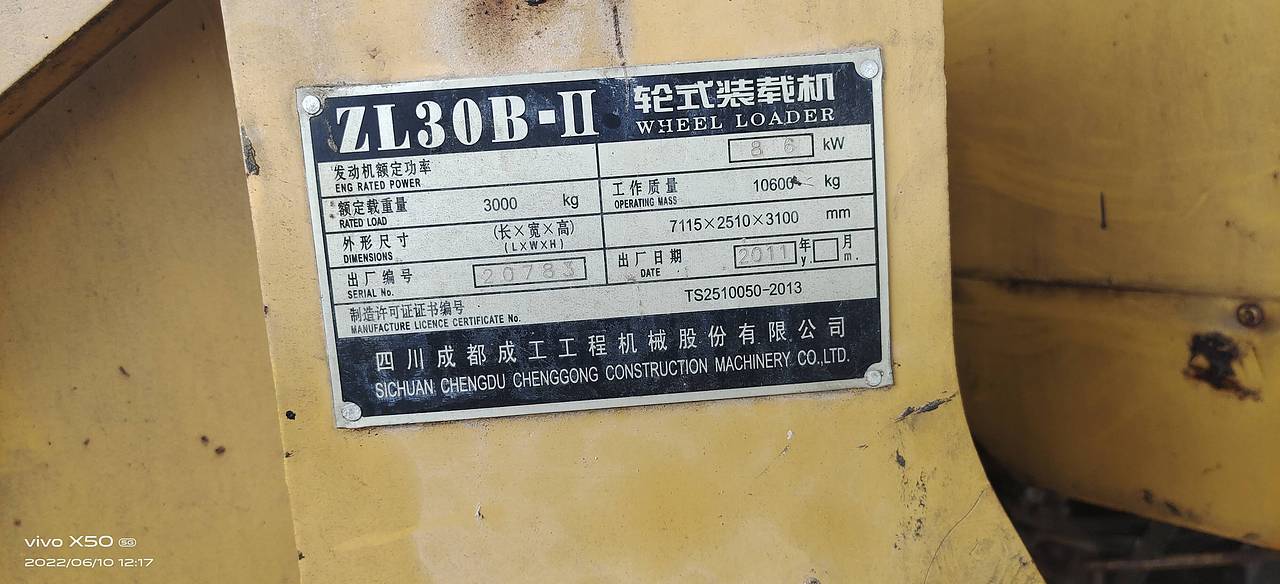 ZL30B-II 轮式装载机
WHEEL LOADER
发动机额定功率 86 kW
ENG RATED POWER
额定载重量 3000 kg 工作质量 10600 kg
RATED LOAD OPERATING MASS
外形尺寸 (长×宽×高) 7115×2510×3100 mm
DIMENSIONS (L×W×H)
出厂编号 20783 出厂日期 2011 年 月
SERIAL No. DATE y. m.
制造许可证证书编号 TS2510050-2013
MANUFACTURE LICENCE CERTIFICATE No.
四川成都成工工程机械股份有限公司
SICHUAN CHENGDU CHENGGONG CONSTRUCTION MACHINERY CO.,LTD.
vivo X50 5G
2022/06/10 12:17